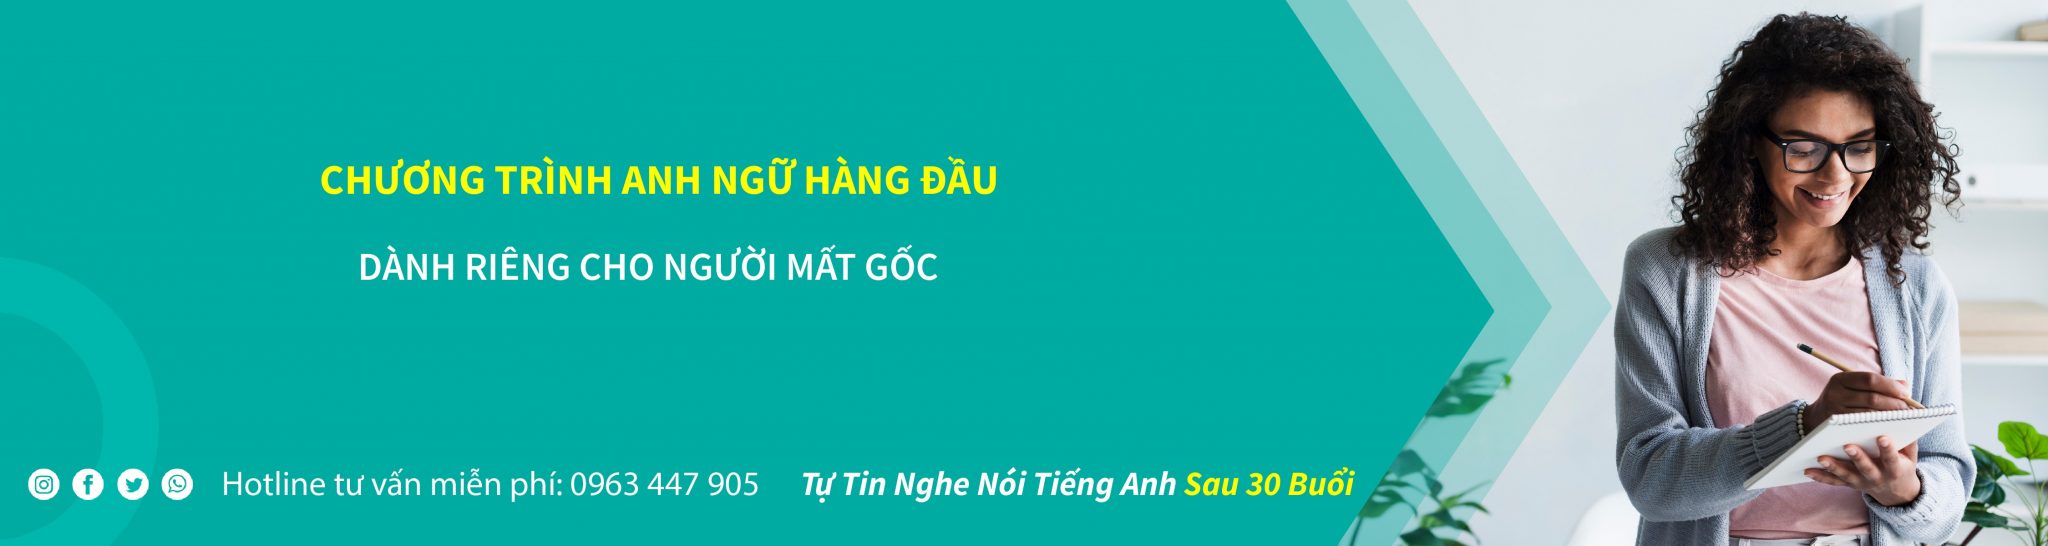 CHƯƠNG TRÌNH ANH NGỮ HÀNG ĐẦU
DÀNH RIÊNG CHO NGƯỜI MẤT GỐC
Hotline tư vấn miễn phí: 0963 447 905
Tự Tin Nghe Nói Tiếng Anh Sau 30 Buổi